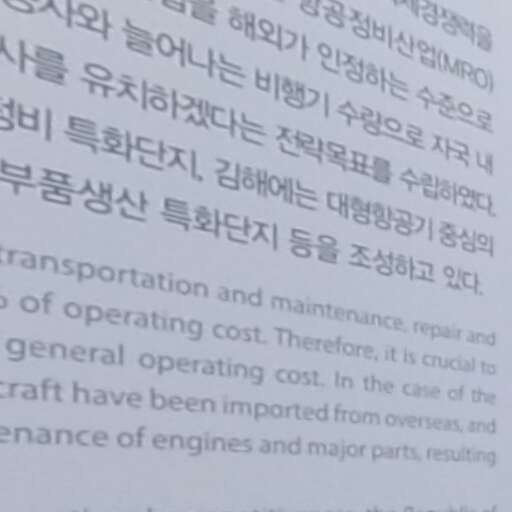 제경쟁력을
항공정비산업(MRO)
을 해외가 인정하는 수준으로
와 늘어나는 비행기 수량으로 자국 내
사를 유치하겠다는 전략목표를 수립하였다.
정비 특화단지, 김해에는 대형항공기 중심의
부품생산 특화단지 등을 조성하고 있다.
transportation and maintenance, repair and
of operating cost. Therefore, it is crucial to
general operating cost. In the case of the
craft have been imported from overseas, and
enance of engines and major parts, resulting